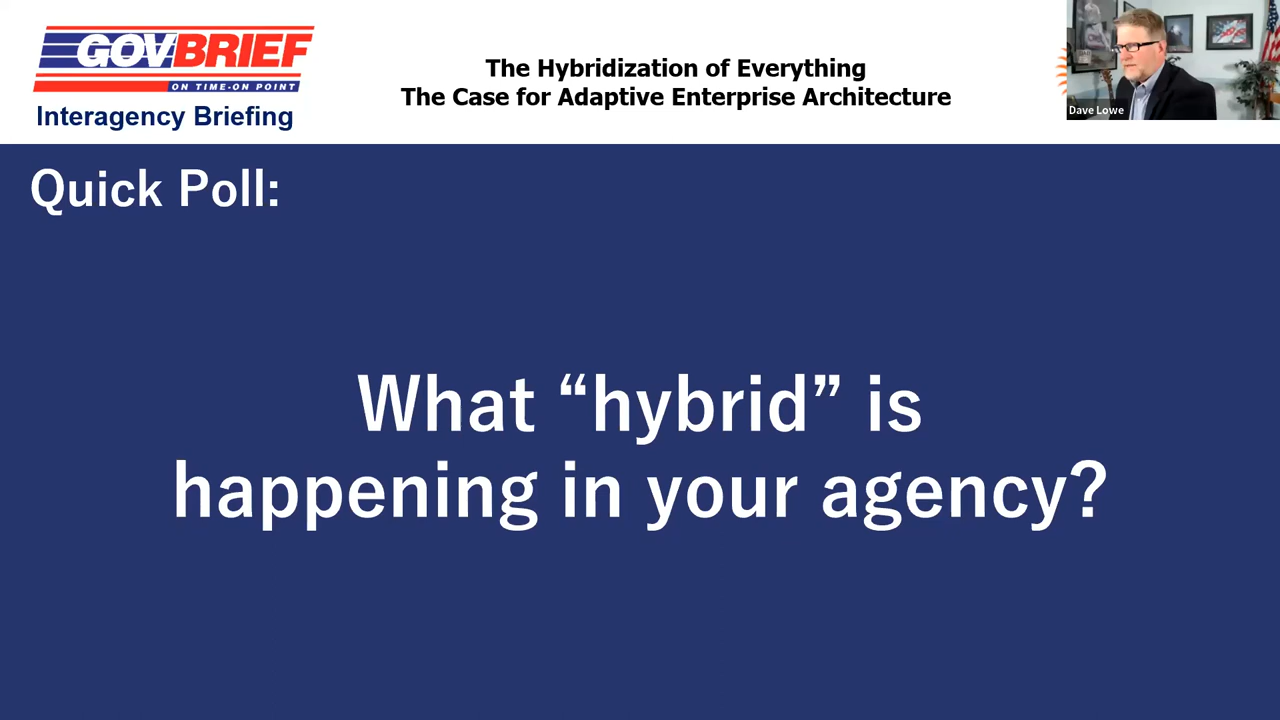 GOVBRIEF
ON TIME-ON POINT
Interagency Briefing
The Hybridization of Everything
The Case for Adaptive Enterprise Architecture
Dave Lowe
Quick Poll:
What “hybrid” is
happening in your agency?